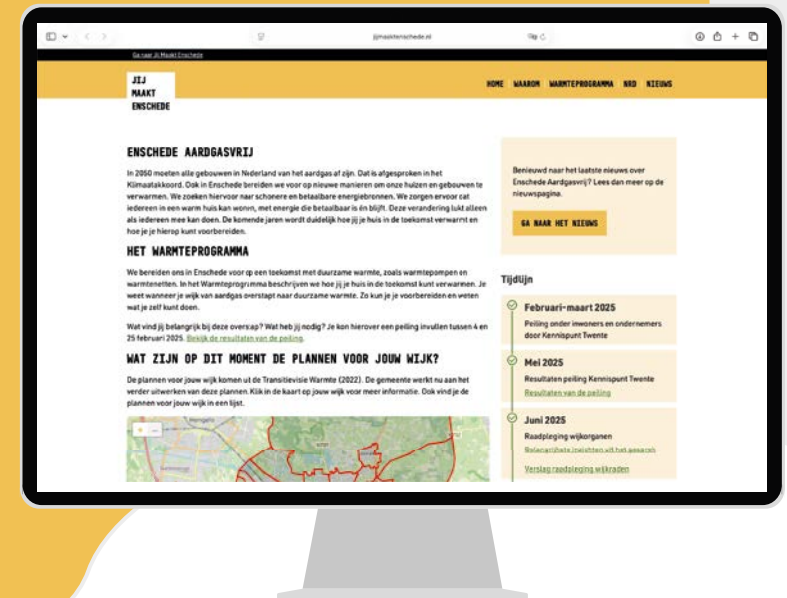 jijmaaktenschede.nl
Ga naar Jij Maakt Enschede
JIJ
MAAKT
ENSCHEDE
HOME WAAROM WARMTEPROGRAMMA NRD NIEUWS
ENSCHEDE AARDGASVRIJ
In 2050 moeten alle gebouwen in Nederland van het aardgas af zijn. Dat is afgesproken in het
Klimaatakkoord. Ook in Enschede bereiden we voor op nieuwe manieren om onze huizen en gebouwen te
verwarmen. We zoeken hiervoor naar schonere en betaalbare energiebronnen. We zorgen ervoor dat
iedereen in een warm huis kan wonen, met energie die betaalbaar is én blijft. Deze verandering lukt alleen
als iedereen mee kan doen. De komende jaren wordt duidelijk hoe jij je huis in de toekomst verwarmt en
hoe je je hierop kunt voorbereiden.
HET WARMTEPROGRAMMA
We bereiden ons in Enschede voor op een toekomst met duurzame warmte, zoals warmtepompen en
warmtenetten. In het Warmteprogramma beschrijven we hoe jij je huis in de toekomst kunt verwarmen. Je
weet wanneer je wijk van aardgas overstapt naar duurzame warmte. Zo kun je je voorbereiden en weten
wat je zelf kunt doen.
Wat vind jij belangrijk bij deze overstap? Wat heb jij nodig? Je kon hierover een peiling invullen tussen 4 en
25 februari 2025. Bekijk de resultaten van de peiling.
WAT ZIJN OP DIT MOMENT DE PLANNEN VOOR JOUW WIJK?
De plannen voor jouw wijk komen uit de Transitievisie Warmte (2022). De gemeente werkt nu aan het
verder uitwerken van deze plannen. Klik in de kaart op jouw wijk voor meer informatie. Ook vind je de
plannen voor jouw wijk in een lijst.
Benieuwd naar het laatste nieuws over
Enschede Aardgasvrij? Lees dan meer op de
nieuwspagina.
GA NAAR HET NIEUWS
Tijdlijn
Februari-maart 2025
Peiling onder inwoners en ondernemers
door Kennispunt Twente
Mei 2025
Resultaten peiling Kennispunt Twente
Resultaten van de peiling
Juni 2025
Raadpleging wijkorganen
Belangrijkste inzichten uit het gesprek
Verslag raadpleging wijkraden